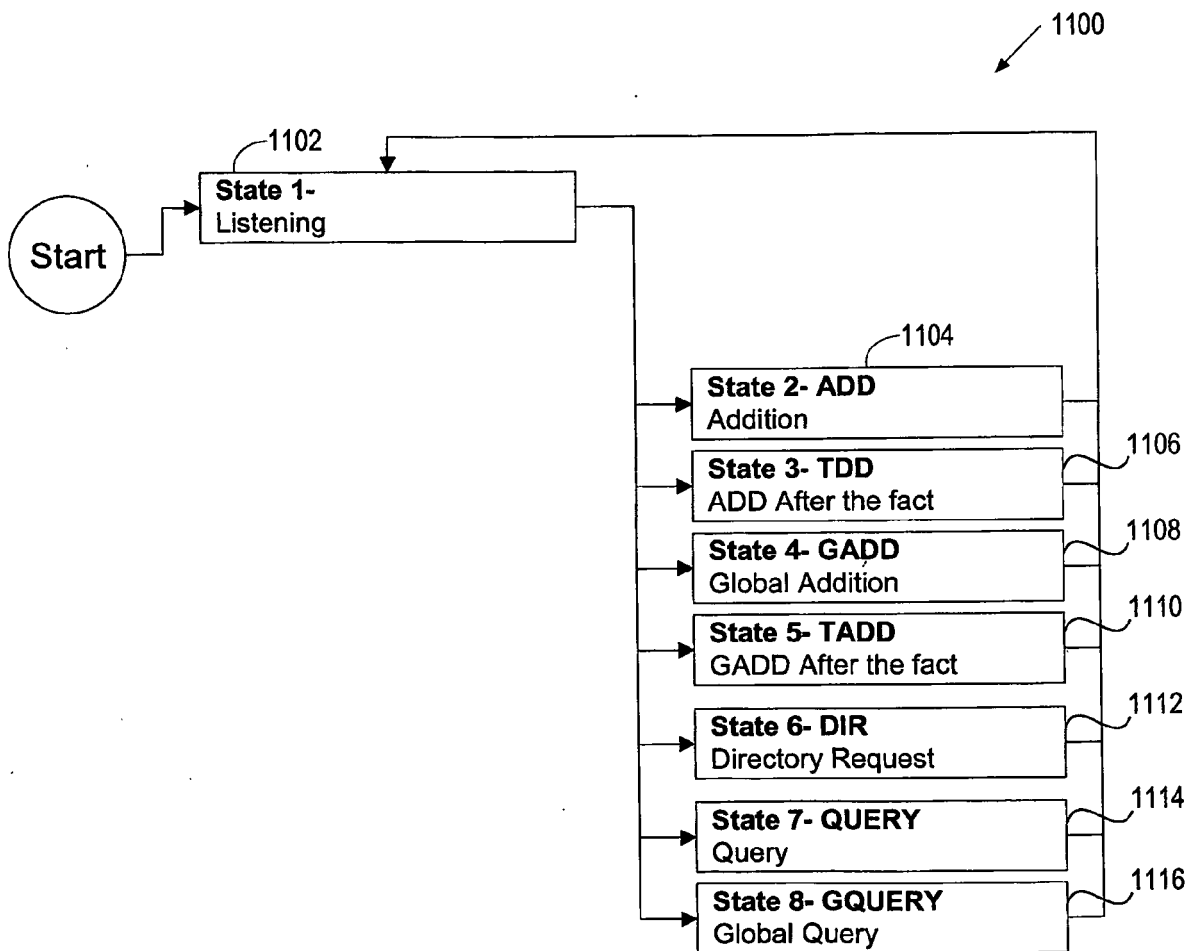 1100
1102
State 1-
Listening
Start
1104
State 2- ADD
Addition
1106
State 3- TDD
ADD After the fact
1108
State 4- GADD
Global Addition
1110
State 5- TADD
GADD After the fact
1112
State 6- DIR
Directory Request
1114
State 7- QUERY
Query
1116
State 8- GQUERY
Global Query